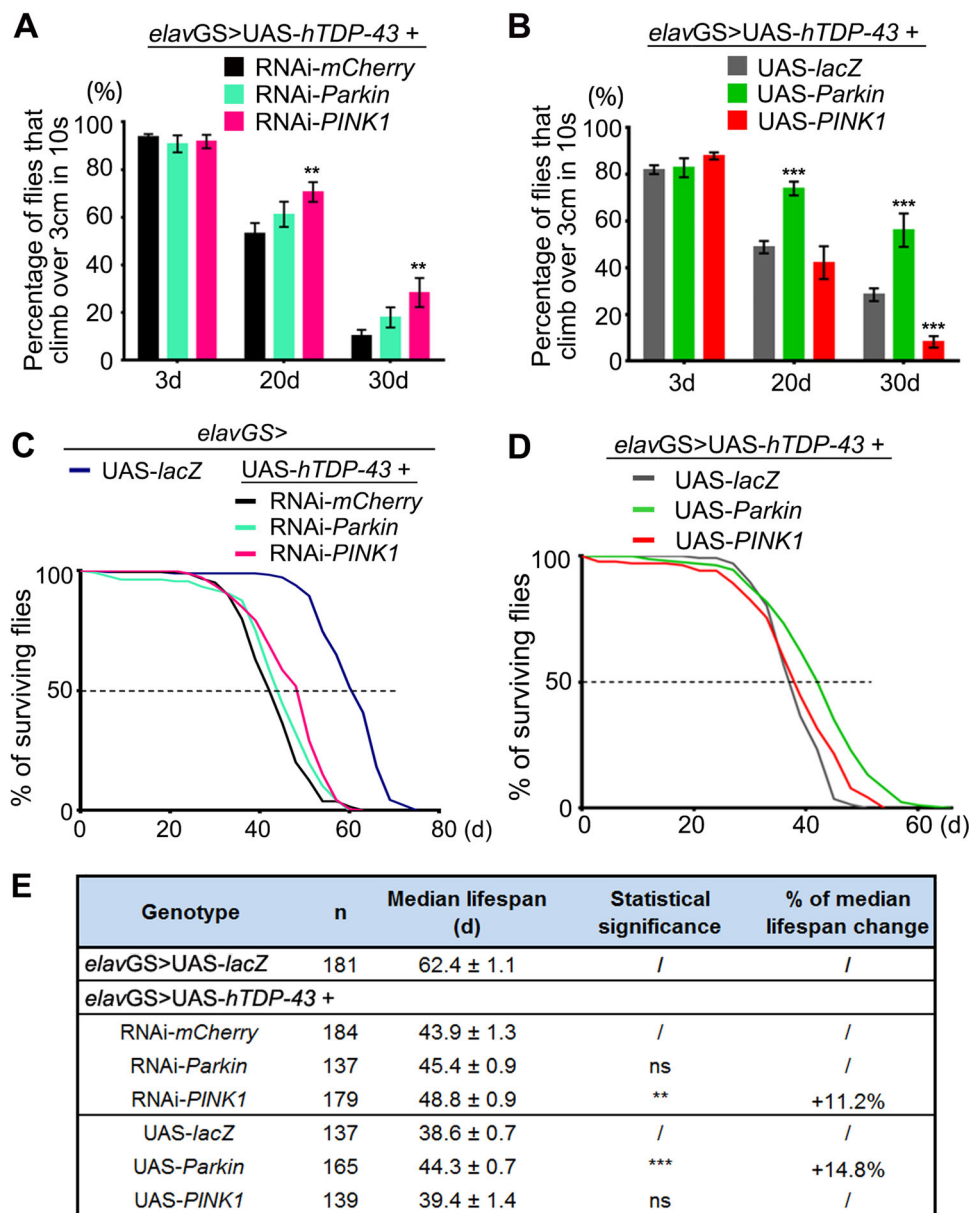 A
elavGS>UAS-hTDP-43 +
RNAi-mCherry
RNAi-Parkin
RNAi-PINK1
(%)
Percentage of flies that
climb over 3cm in 10s
100
80
60
40
20
0
**
**
3d 20d 30d
B
elavGS>UAS-hTDP-43 +
UAS-lacZ
UAS-Parkin
UAS-PINK1
(%)
Percentage of flies that
climb over 3cm in 10s
100
80
60
40
20
0
***
***
***
3d 20d 30d
C
elavGS>
UAS-lacZ
UAS-hTDP-43 +
RNAi-mCherry
RNAi-Parkin
RNAi-PINK1
% of surviving flies
100
50
0
0 20 40 60 80 (d)
D
elavGS>UAS-hTDP-43 +
UAS-lacZ
UAS-Parkin
UAS-PINK1
% of surviving flies
100
50
0
0 20 40 60 (d)
E
Genotype n Median lifespan (d) Statistical significance % of median lifespan change
elavGS>UAS-lacZ 181 62.4 ± 1.1 / /
elavGS>UAS-hTDP-43 +
RNAi-mCherry 184 43.9 ± 1.3 / /
RNAi-Parkin 137 45.4 ± 0.9 ns /
RNAi-PINK1 179 48.8 ± 0.9 ** +11.2%
UAS-lacZ 137 38.6 ± 0.7 / /
UAS-Parkin 165 44.3 ± 0.7 *** +14.8%
UAS-PINK1 139 39.4 ± 1.4 ns /